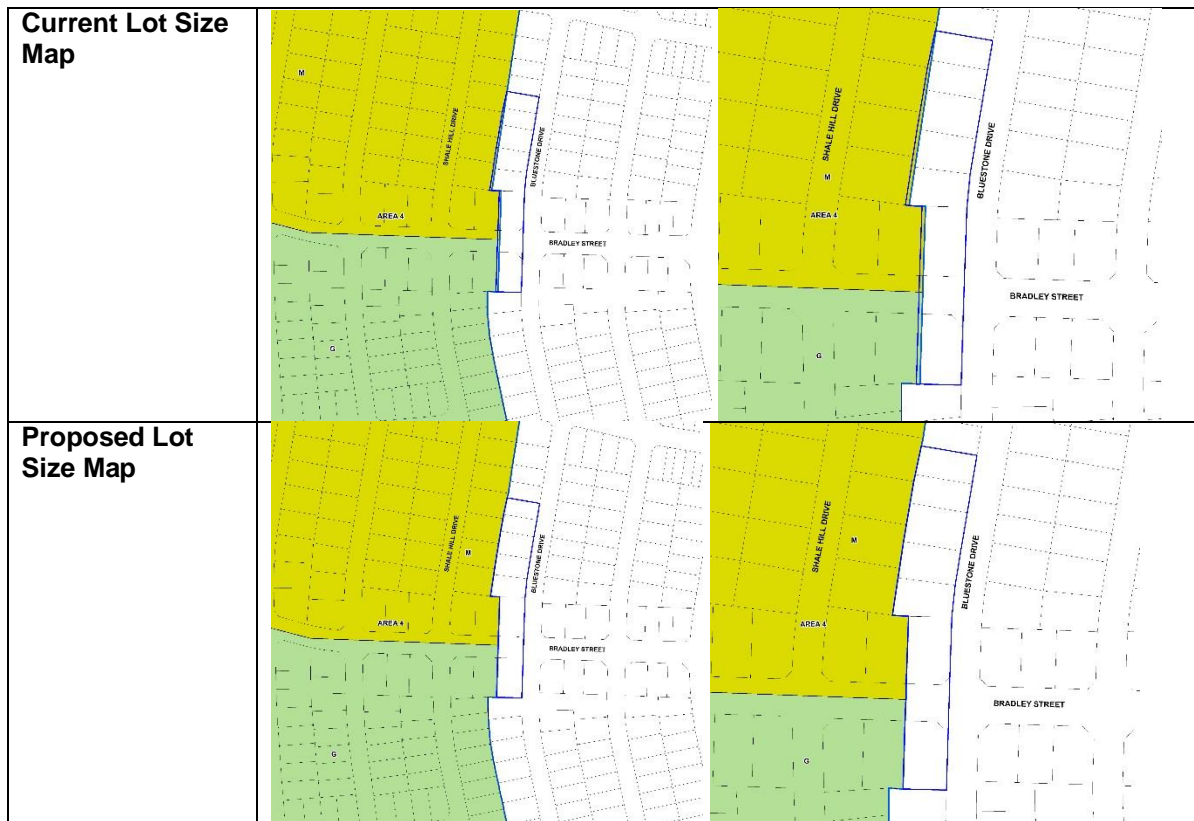 Current Lot Size
Map
M
SHALE HILL DRIVE
BLUESTONE DRIVE
AREA 4
BRADLEY STREET
G
SHALE HILL DRIVE
M
BLUESTONE DRIVE
AREA 4
BRADLEY STREET
G
Proposed Lot
Size Map
SHALE HILL DRIVE
M
BLUESTONE DRIVE
AREA 4
BRADLEY STREET
G
SHALE HILL DRIVE
M
BLUESTONE DRIVE
AREA 4
BRADLEY STREET
G